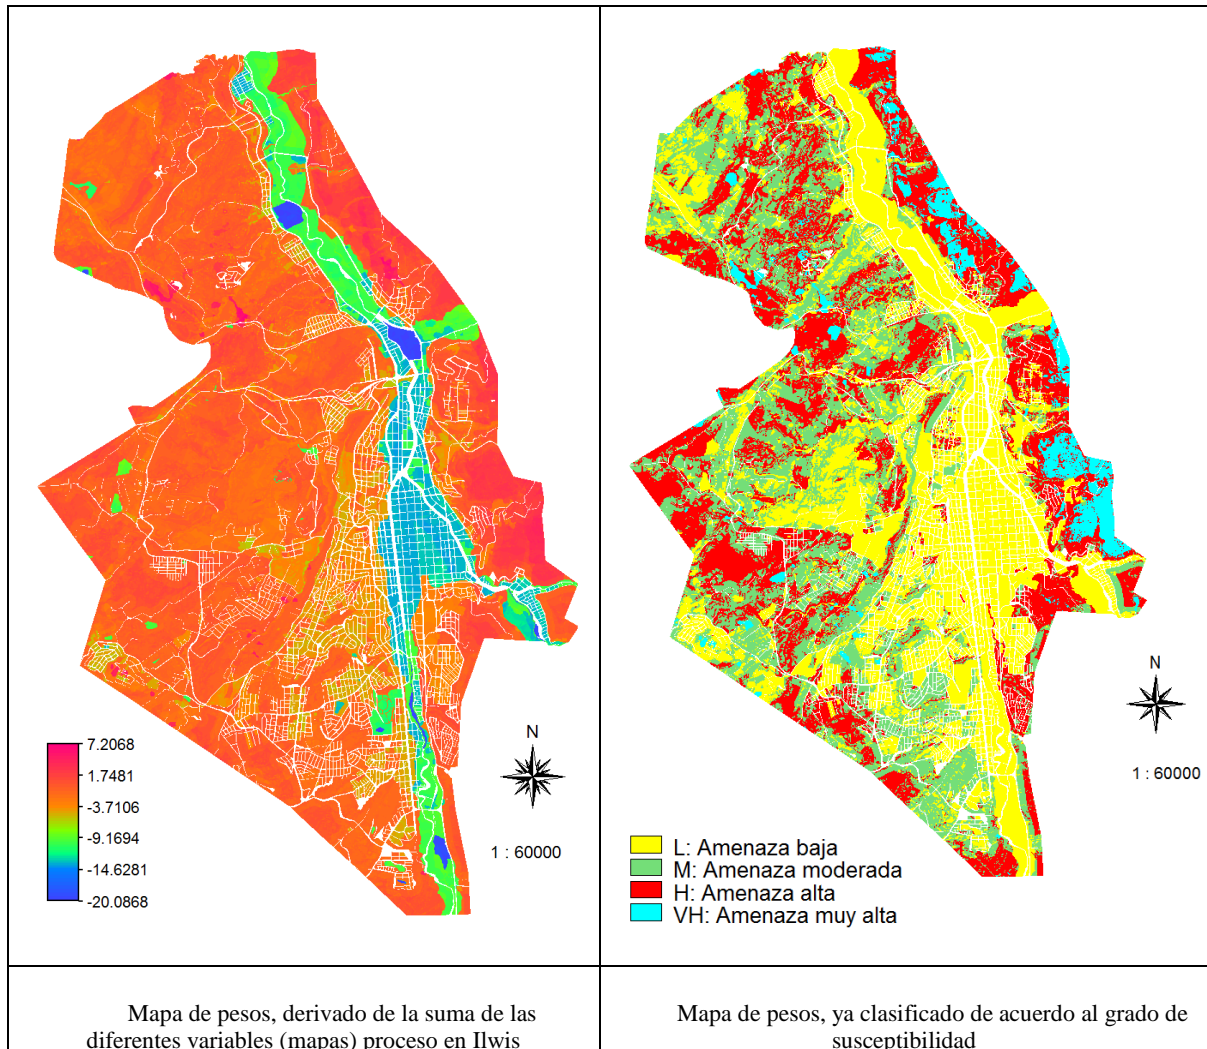 7.2068
1.7481
-3.7106
-9.1694
-14.6281
-20.0868
N
1 : 60000
Mapa de pesos, derivado de la suma de las
diferentes variables (mapas) proceso en Ilwis
N
1 : 60000
L: Amenaza baja
M: Amenaza moderada
H: Amenaza alta
VH: Amenaza muy alta
Mapa de pesos, ya clasificado de acuerdo al grado de
susceptibilidad